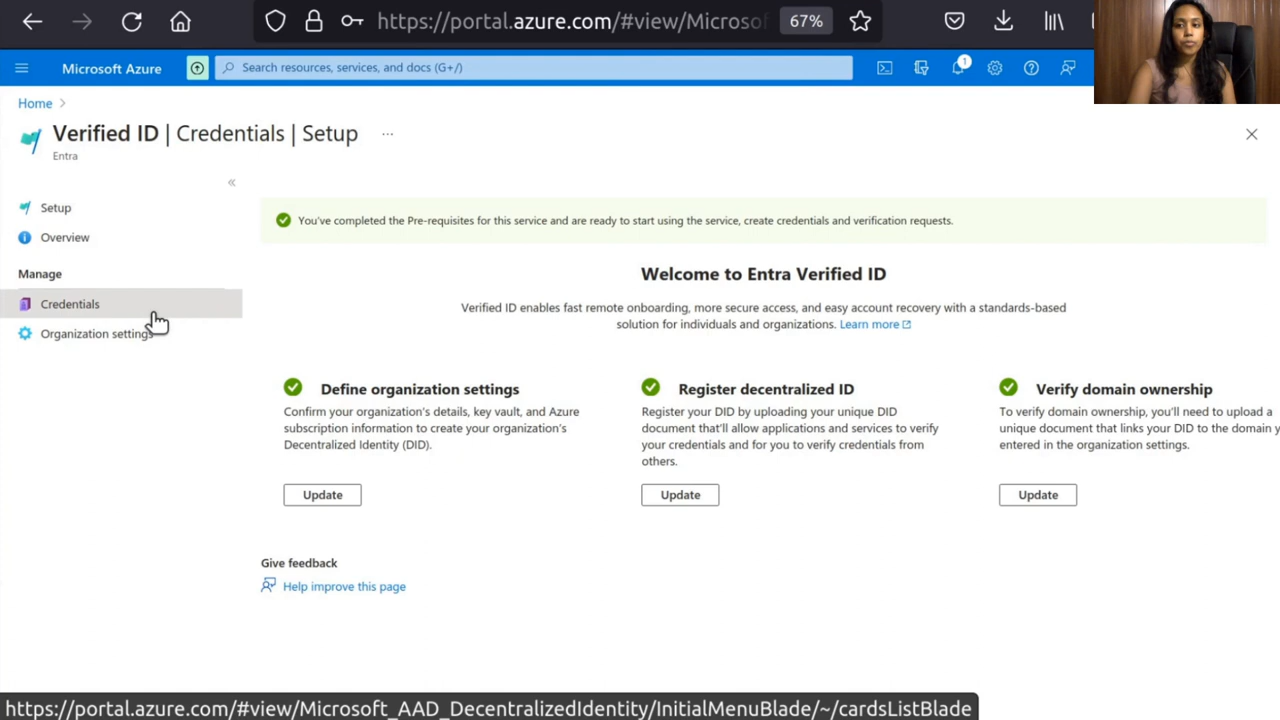 https://portal.azure.com/#view/Microsof
67%
Microsoft Azure
Search resources, services, and docs (G+/)
1
Home
Verified ID | Credentials | Setup
...
Entra
Setup
Overview
Manage
Credentials
Organization settings
You've completed the Pre-requisites for this service and are ready to start using the service, create credentials and verification requests.
Welcome to Entra Verified ID
Verified ID enables fast remote onboarding, more secure access, and easy account recovery with a standards-based
solution for individuals and organizations. Learn more
Define organization settings
Confirm your organization's details, key vault, and Azure
subscription information to create your organization's
Decentralized Identity (DID).
Update
Register decentralized ID
Register your DID by uploading your unique DID
document that'll allow applications and services to verify
your credentials and for you to verify credentials from
others.
Update
Verify domain ownership
To verify domain ownership, you'll need to upload a
unique document that links your DID to the domain y
entered in the organization settings.
Update
Give feedback
Help improve this page
https://portal.azure.com/#view/Microsoft_AAD_DecentralizedIdentity/InitialMenuBlade/~/cardsListBlade